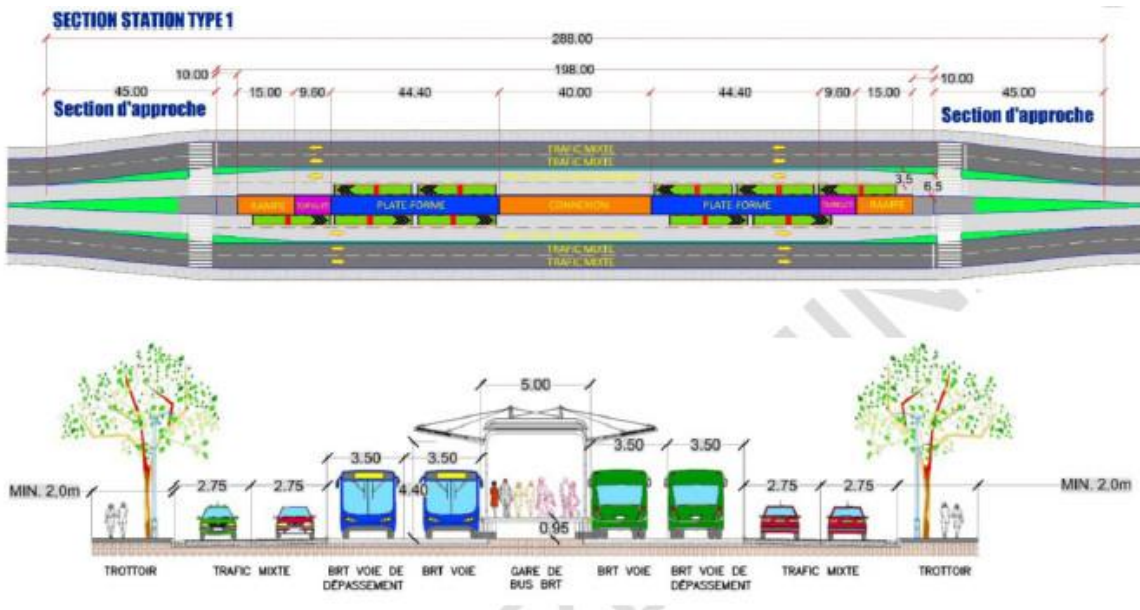 SECTION STATION TYPE 1
288.00
10.00 198.00 10.00
45.00 15.00 9.60 44.40 40.00 44.40 9.60 15.00 45.00
Section d'approche
Section d'approche
TRAFIC MIXTE
TRAFIC MIXTE
3,5
6,5
RAMPE
PLATE-FORME
CONNEXION
PLATE-FORME
RAMPE
TRAFIC MIXTE
TRAFIC MIXTE
5.00
3.50 3.50 3.50 3.50
MIN. 2,0m 2.75 2.75 4.40 2.75 2.75 MIN. 2,0m
0,95
TROTTOIR TRAFIC MIXTE BRT VOIE DE BRT VOIE GARE DE BRT VOIE BRT VOIE DE TRAFIC MIXTE TROTTOIR
DÉPASSEMENT BUS BRT DÉPASSEMENT